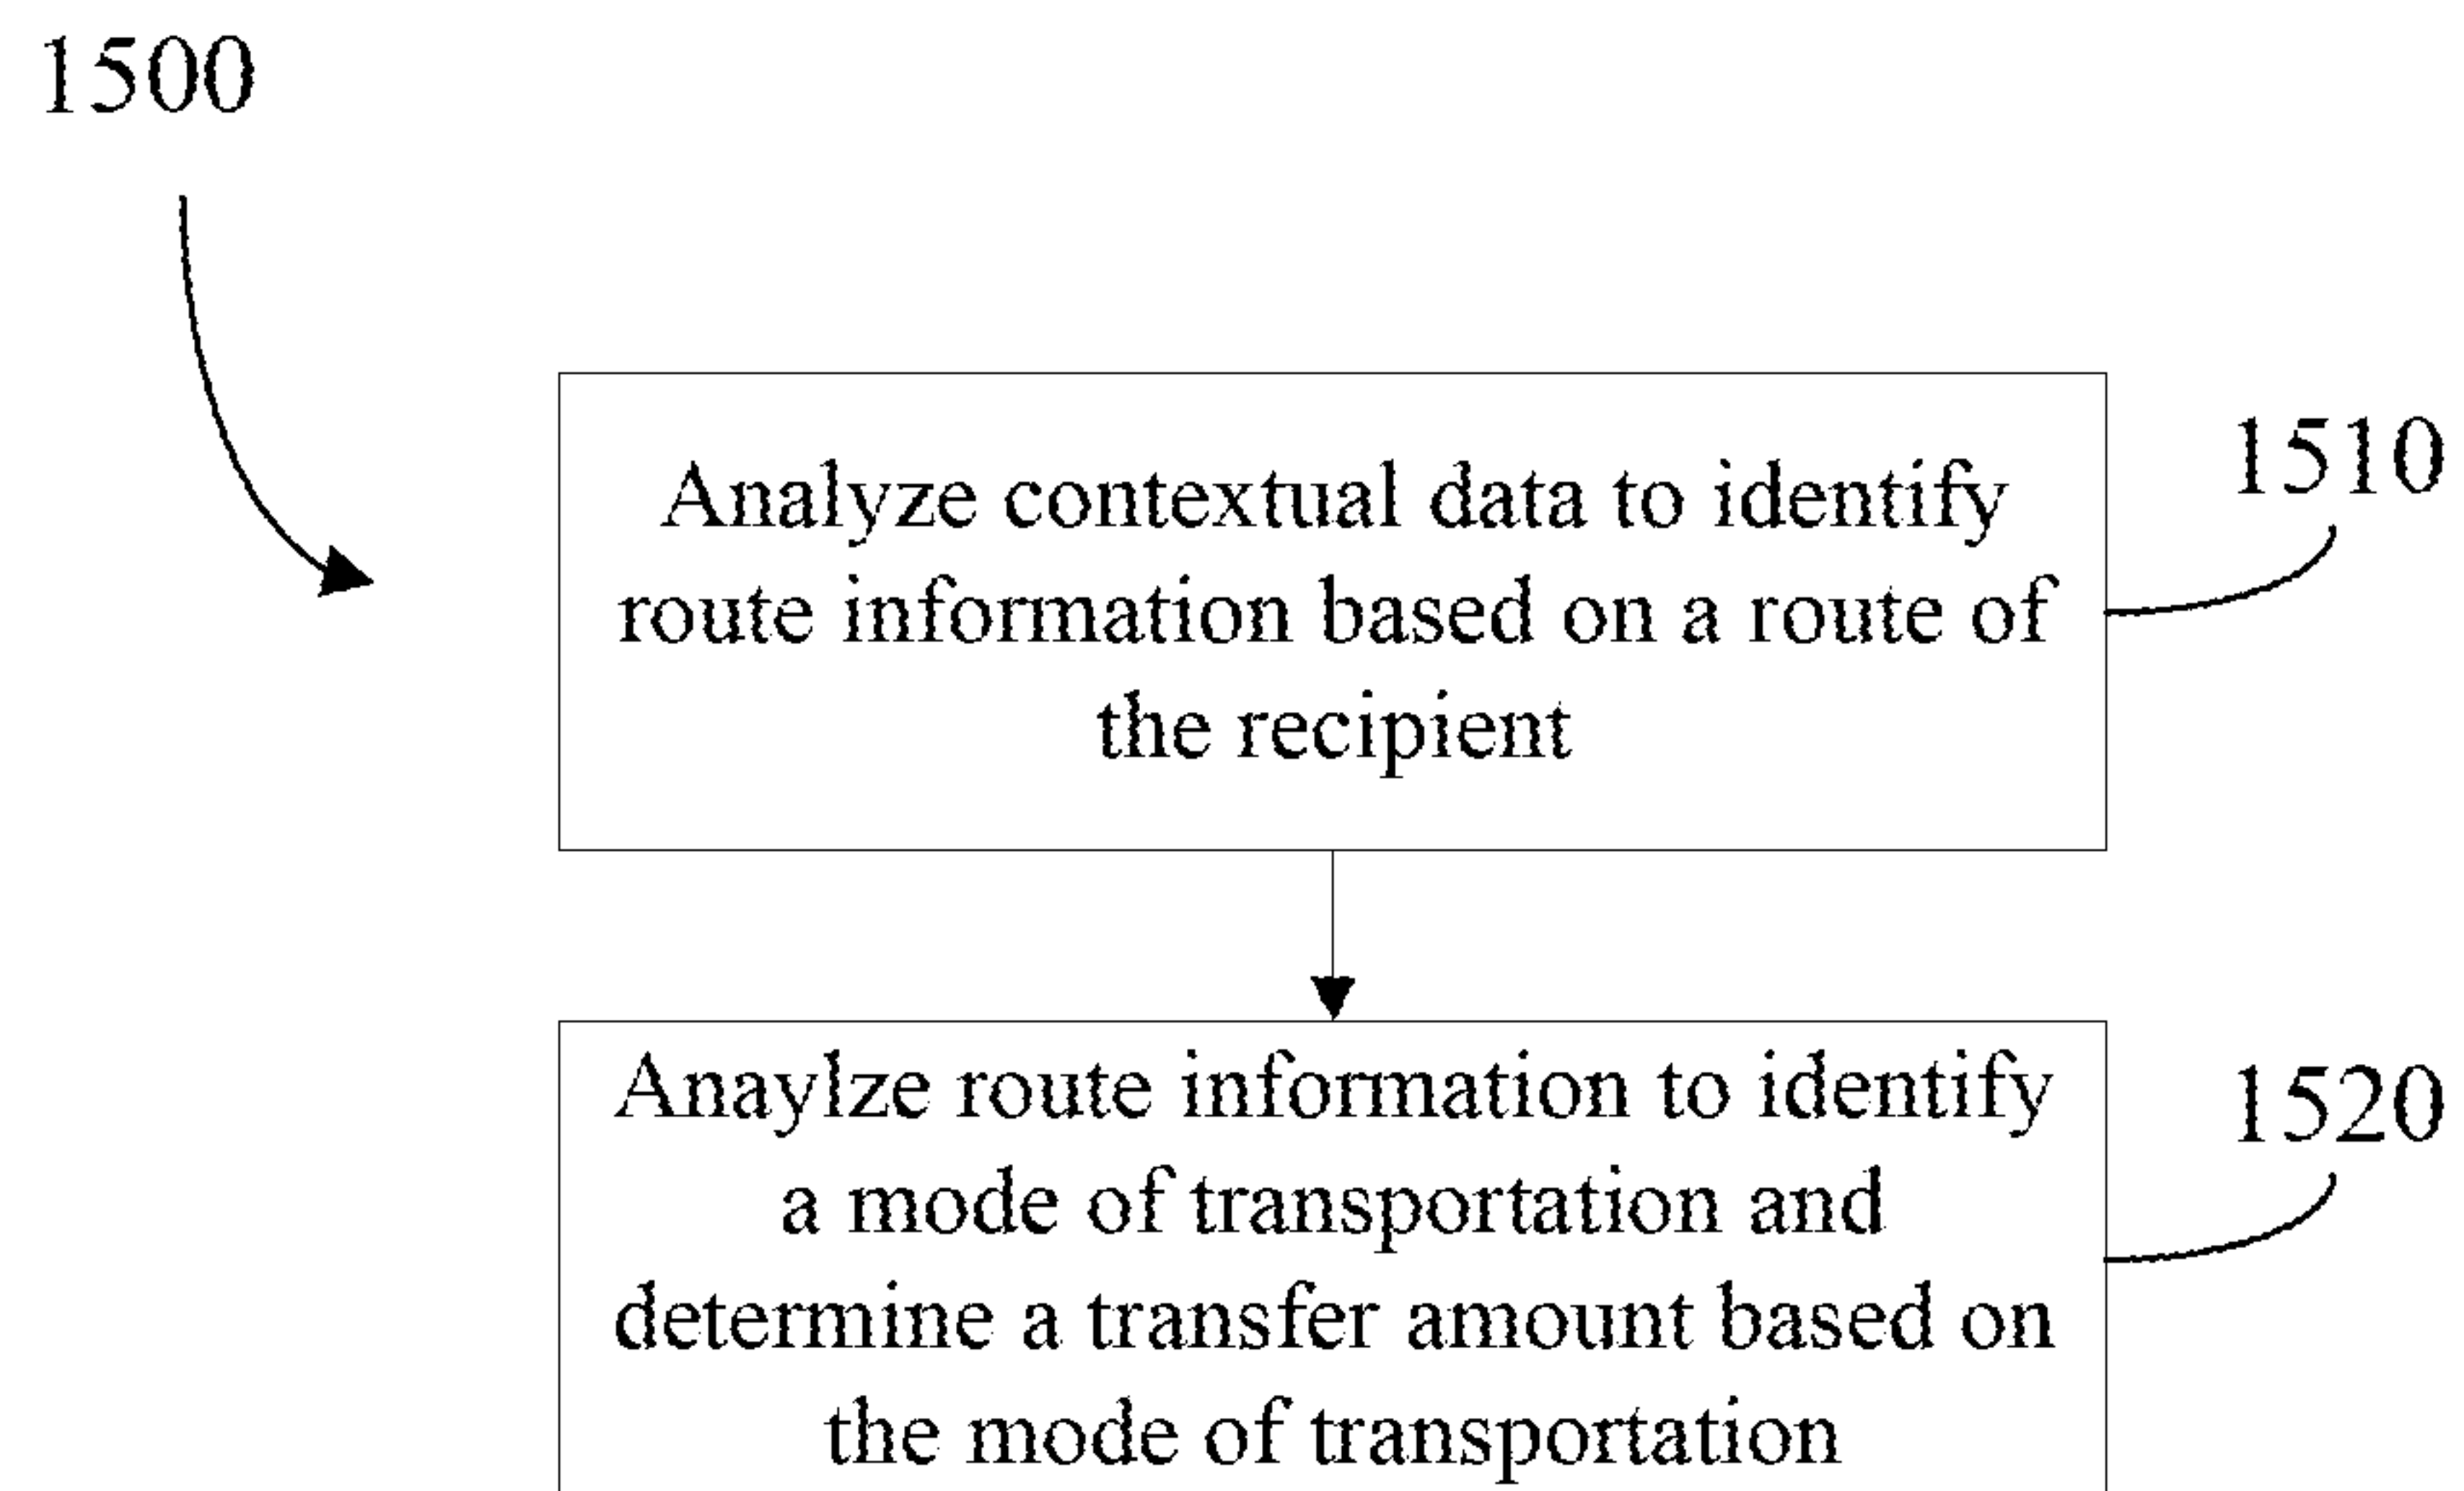 1500
Analyze contextual data to identify
route information based on a route of
the recipient
1510
Anaylze route information to identify
a mode of transportation and
determine a transfer amount based on
the mode of transportation
1520